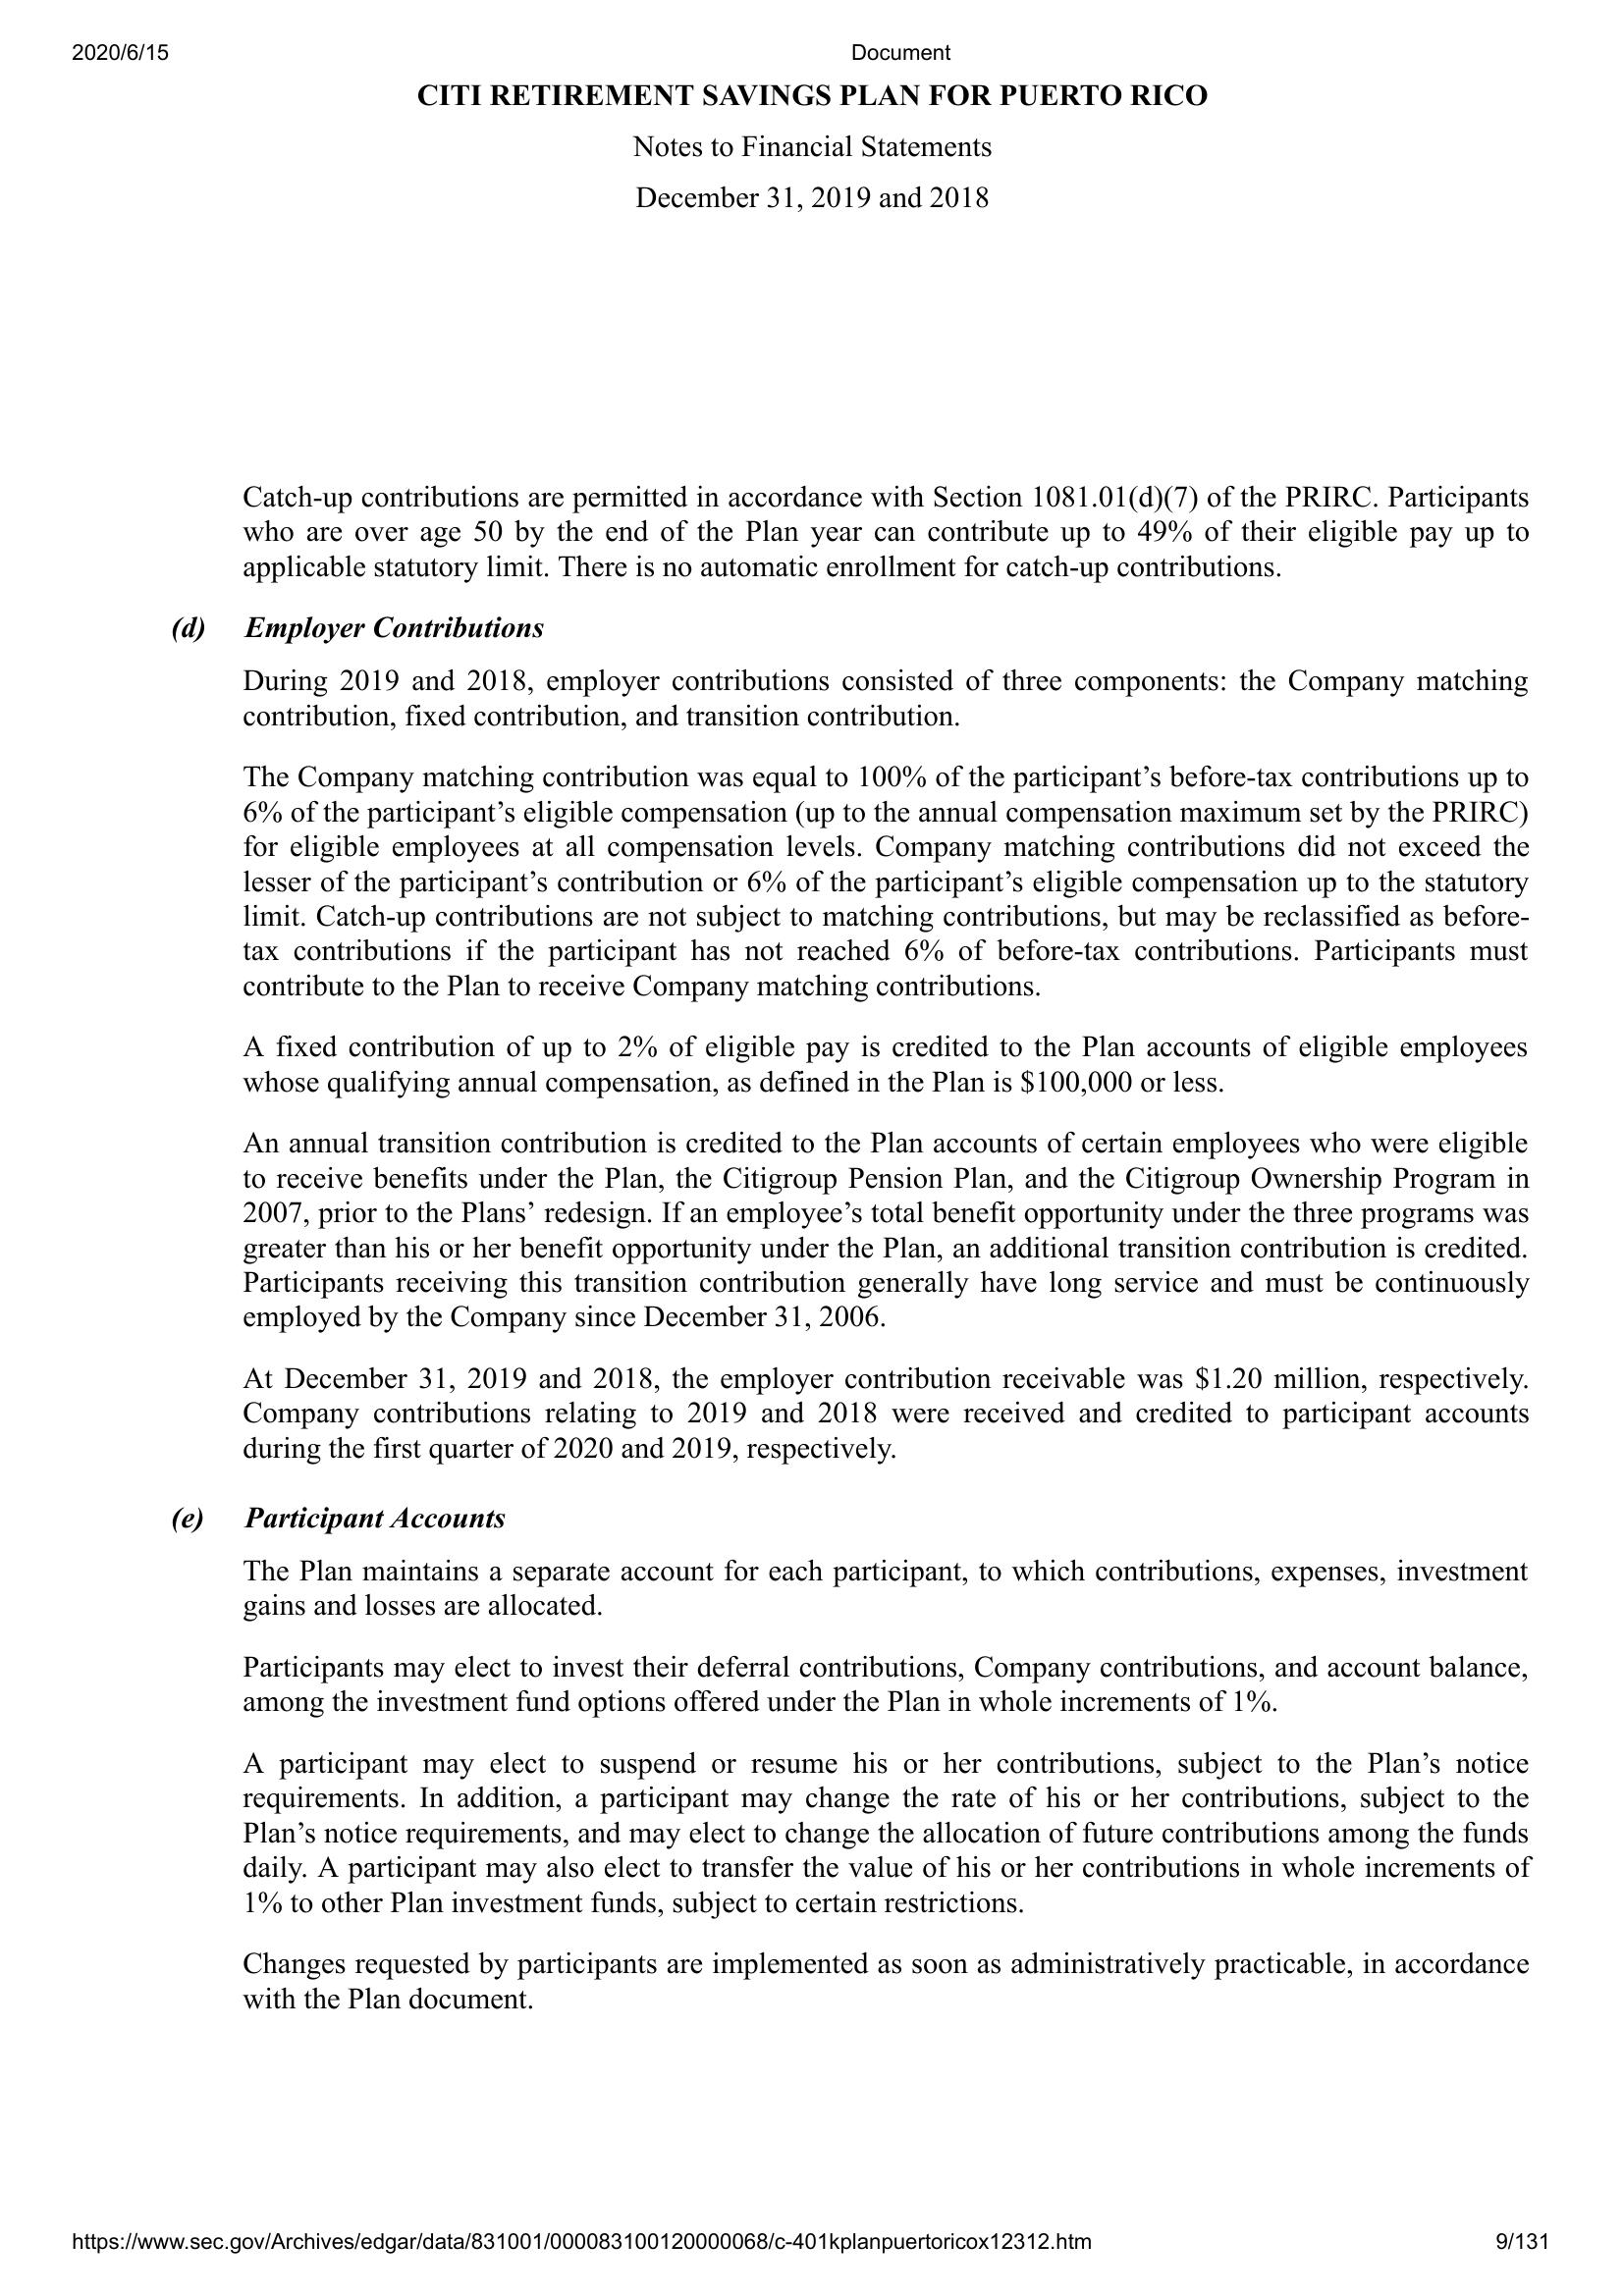 2020/6/15
Document
CITI RETIREMENT SAVINGS PLAN FOR PUERTO RICO
Notes to Financial Statements
December 31, 2019 and 2018
Catch-up contributions are permitted in accordance with Section 1081.01(d)(7) of the PRIRC. Participants
who are over age 50 by the end of the Plan year can contribute up to 49% of their eligible pay up to
applicable statutory limit. There is no automatic enrollment for catch-up contributions.
(d) Employer Contributions
During 2019 and 2018, employer contributions consisted of three components: the Company matching
contribution, fixed contribution, and transition contribution.
The Company matching contribution was equal to 100% of the participant’s before-tax contributions up to
6% of the participant’s eligible compensation (up to the annual compensation maximum set by the PRIRC)
for eligible employees at all compensation levels. Company matching contributions did not exceed the
lesser of the participant’s contribution or 6% of the participant’s eligible compensation up to the statutory
limit. Catch-up contributions are not subject to matching contributions, but may be reclassified as before-
tax contributions if the participant has not reached 6% of before-tax contributions. Participants must
contribute to the Plan to receive Company matching contributions.
A fixed contribution of up to 2% of eligible pay is credited to the Plan accounts of eligible employees
whose qualifying annual compensation, as defined in the Plan is $100,000 or less.
An annual transition contribution is credited to the Plan accounts of certain employees who were eligible
to receive benefits under the Plan, the Citigroup Pension Plan, and the Citigroup Ownership Program in
2007, prior to the Plans’ redesign. If an employee’s total benefit opportunity under the three programs was
greater than his or her benefit opportunity under the Plan, an additional transition contribution is credited.
Participants receiving this transition contribution generally have long service and must be continuously
employed by the Company since December 31, 2006.
At December 31, 2019 and 2018, the employer contribution receivable was $1.20 million, respectively.
Company contributions relating to 2019 and 2018 were received and credited to participant accounts
during the first quarter of 2020 and 2019, respectively.
(e) Participant Accounts
The Plan maintains a separate account for each participant, to which contributions, expenses, investment
gains and losses are allocated.
Participants may elect to invest their deferral contributions, Company contributions, and account balance,
among the investment fund options offered under the Plan in whole increments of 1%.
A participant may elect to suspend or resume his or her contributions, subject to the Plan’s notice
requirements. In addition, a participant may change the rate of his or her contributions, subject to the
Plan’s notice requirements, and may elect to change the allocation of future contributions among the funds
daily. A participant may also elect to transfer the value of his or her contributions in whole increments of
1% to other Plan investment funds, subject to certain restrictions.
Changes requested by participants are implemented as soon as administratively practicable, in accordance
with the Plan document.
https://www.sec.gov/Archives/edgar/data/831001/000083100120000068/c-401kplanpuertoricox12312.htm
9/131